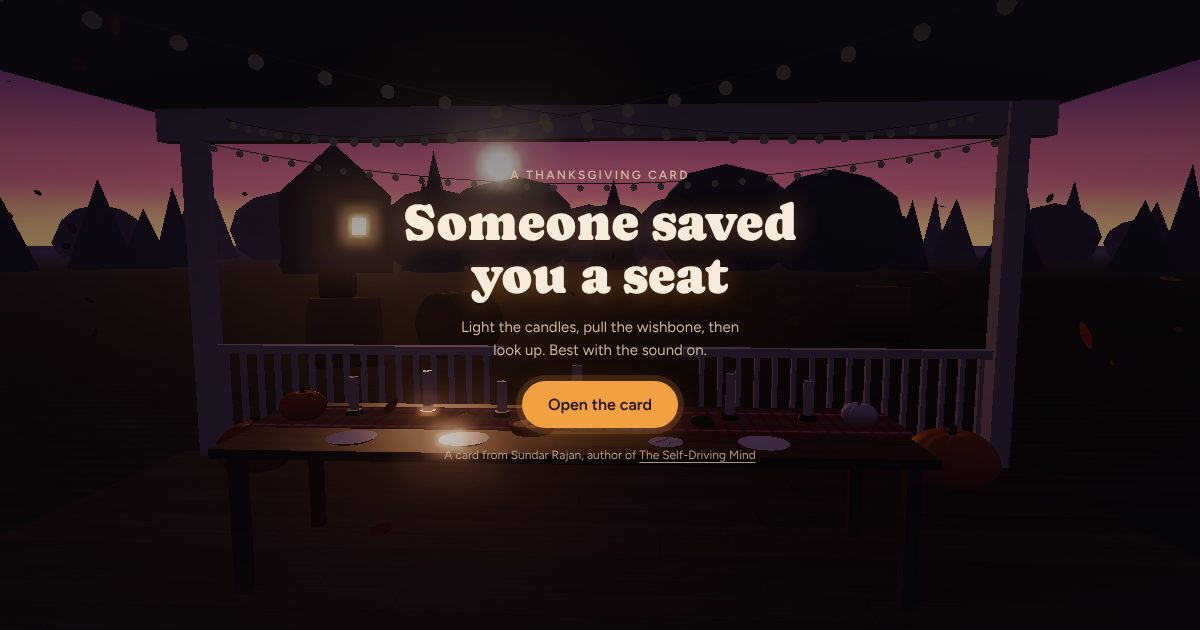 A THANKSGIVING CARD
Someone saved
you a seat
Light the candles, pull the wishbone, then
look up. Best with the sound on.
Open the card
A card from Sundar Rajan, author of The Self-Driving Mind